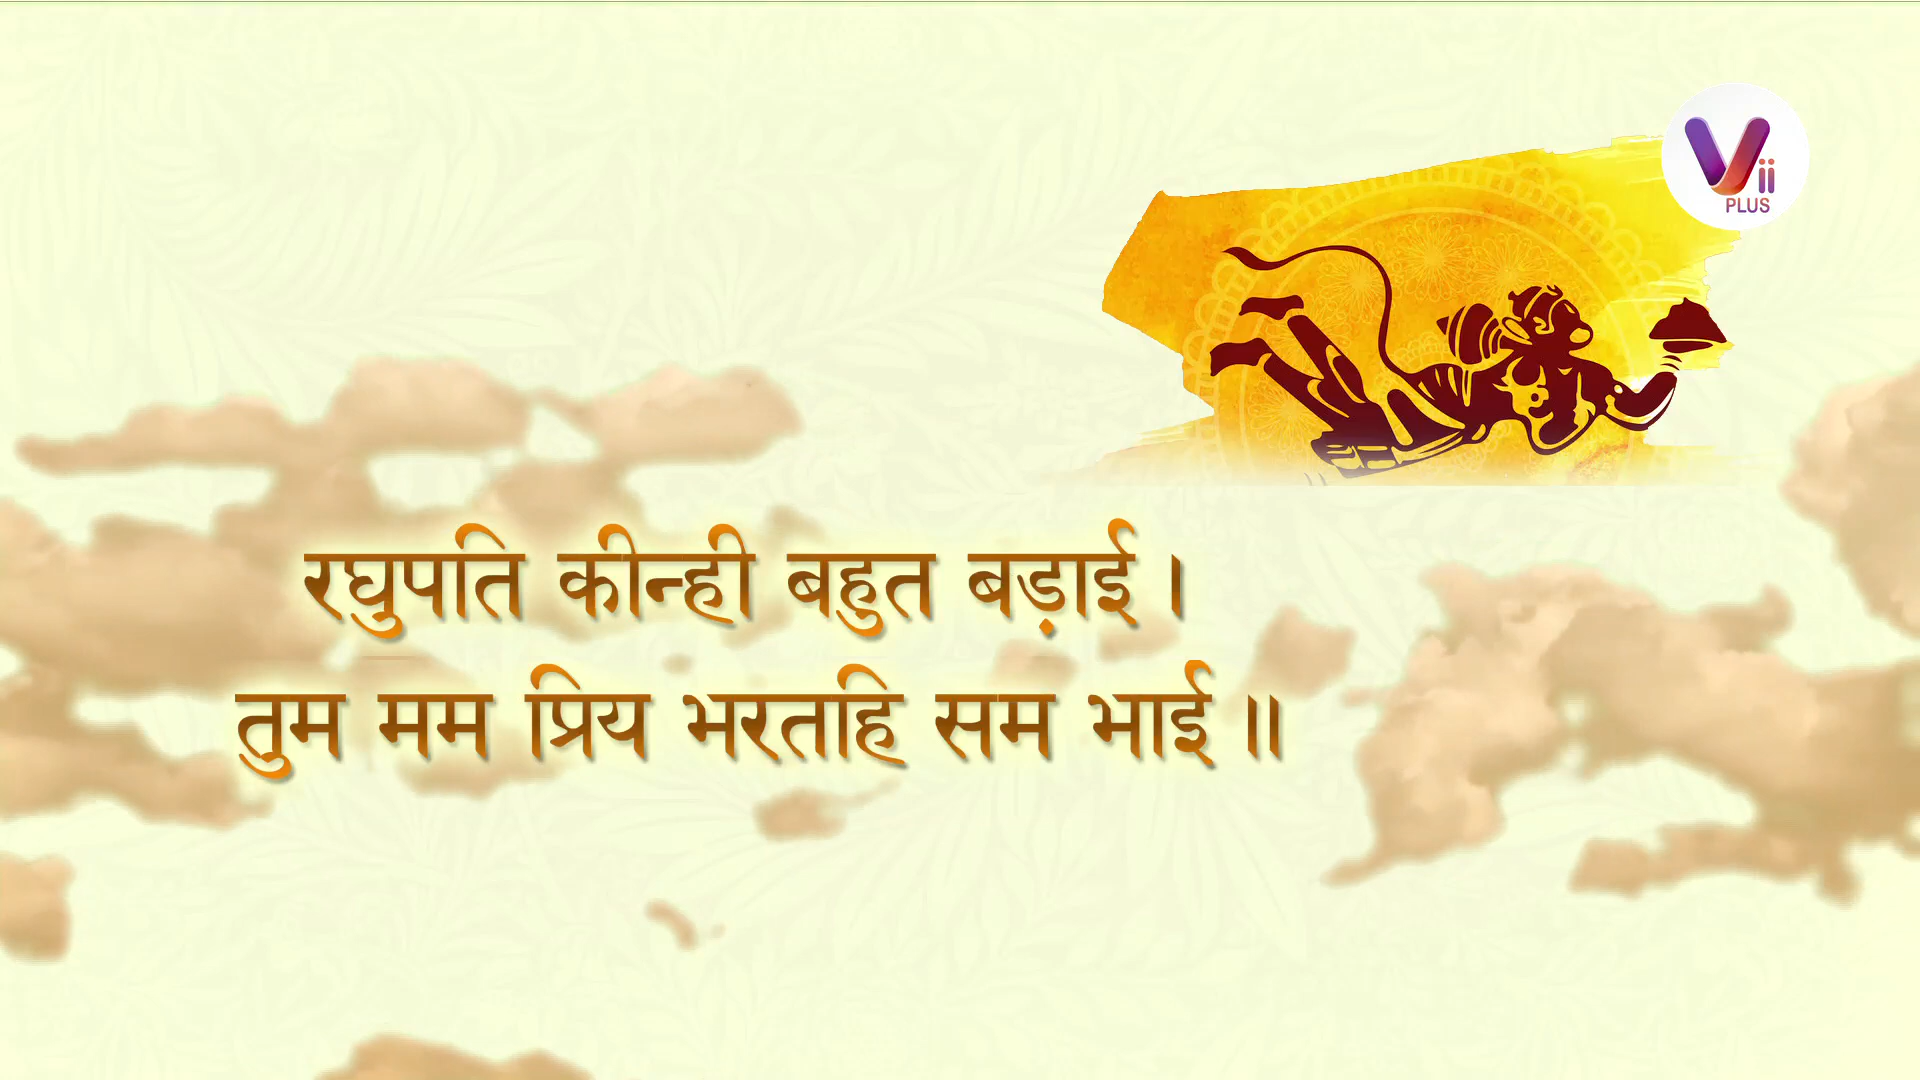 Vii
PLUS
रघुपति कीन्ही बहुत बड़ाई ।
तुम मम प्रिय भरतहि सम भाई ॥